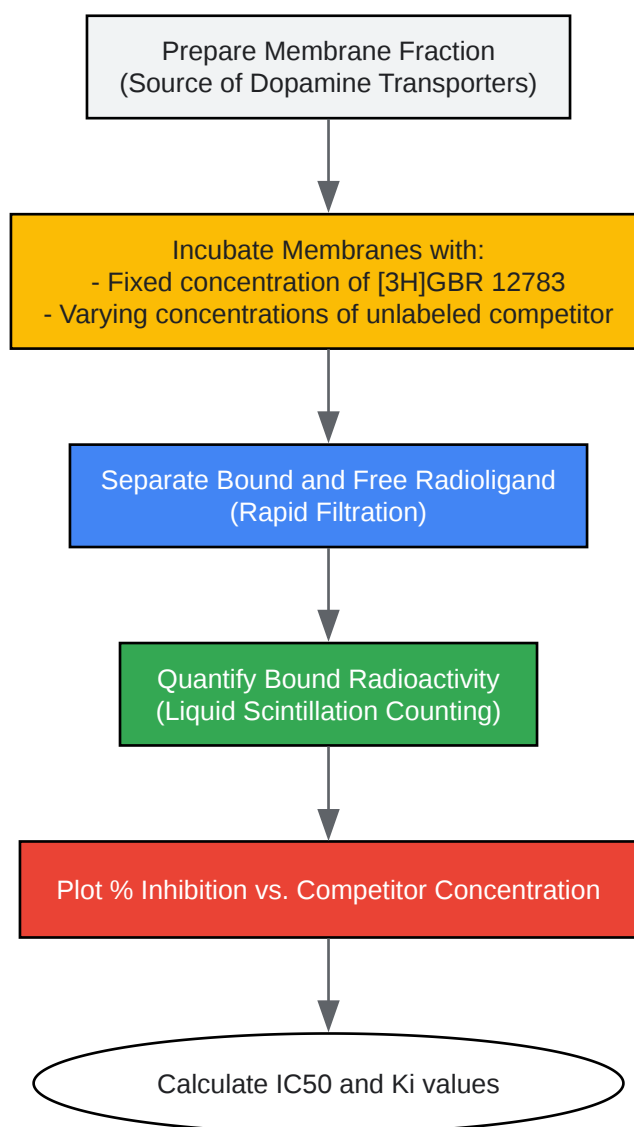 Prepare Membrane Fraction
(Source of Dopamine Transporters)
Incubate Membranes with:
- Fixed concentration of [3H]GBR 12783
- Varying concentrations of unlabeled competitor
Separate Bound and Free Radioligand
(Rapid Filtration)
Quantify Bound Radioactivity
(Liquid Scintillation Counting)
Plot % Inhibition vs. Competitor Concentration
Calculate IC50 and Ki values